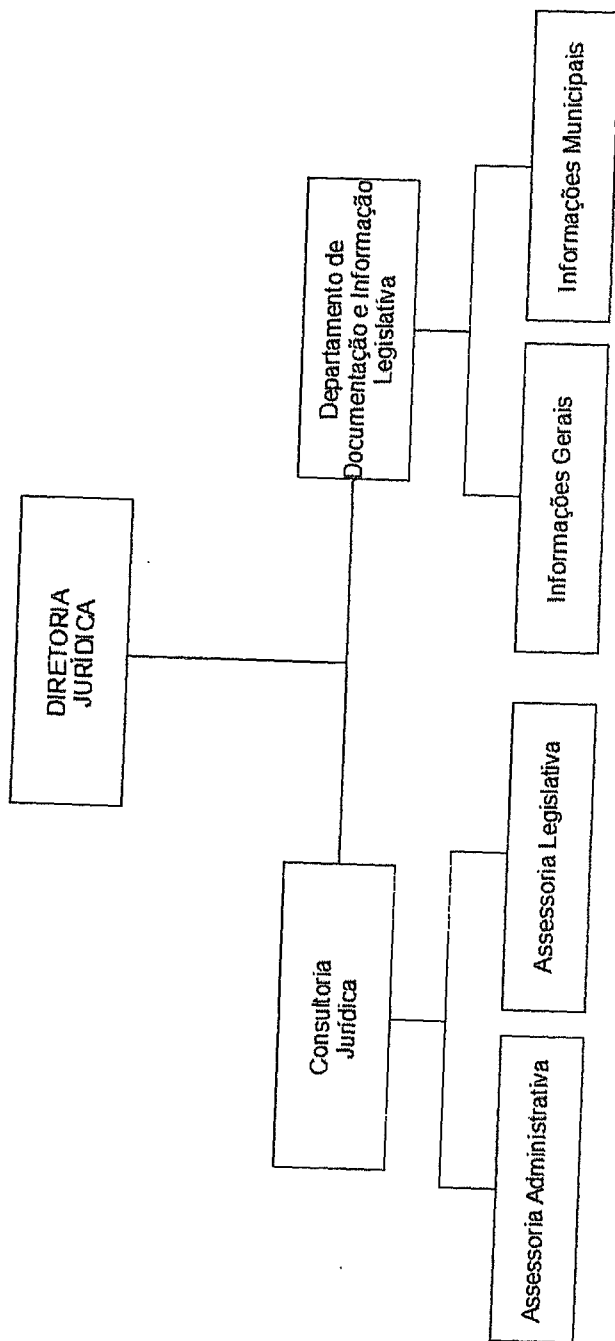 DIRETORIA
JURÍDICA
Consultoria
Jurídica
Departamento de
Documentação e Informação
Legislativa
Assessoria Administrativa
Assessoria Legislativa
Informações Gerais
Informações Municipais